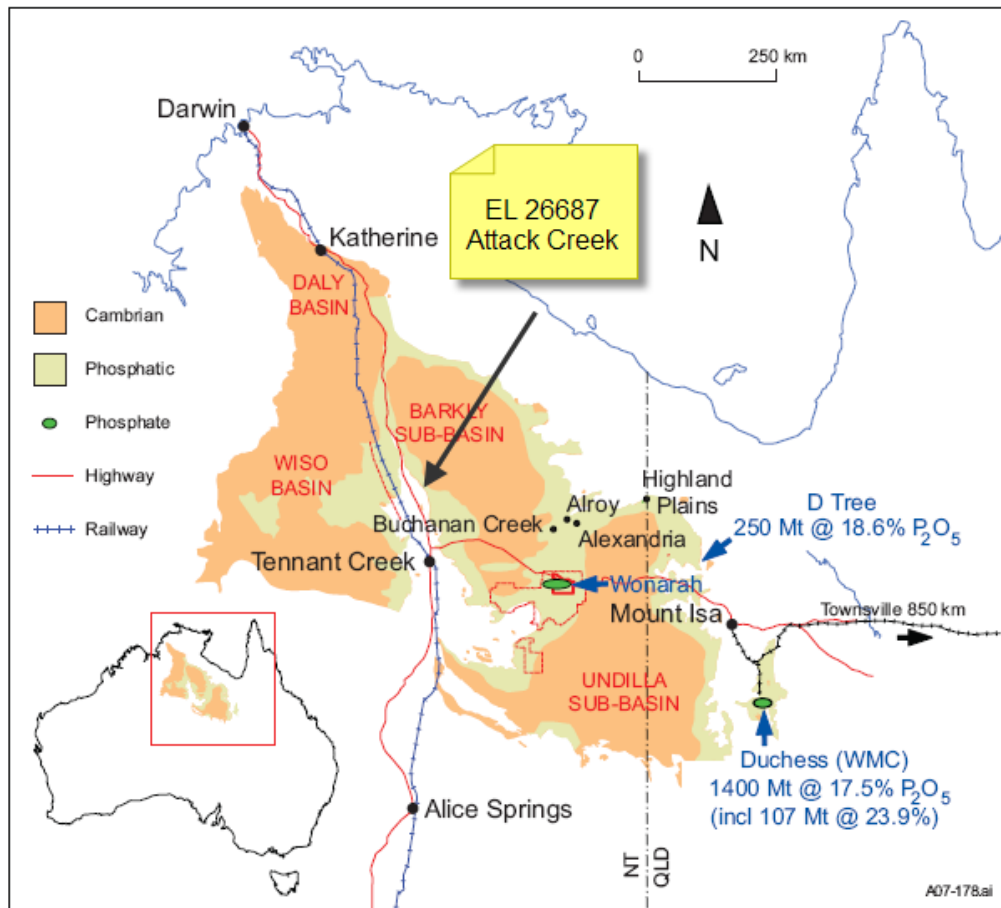 0 250 km
Darwin
EL 26687
Attack Creek
N
Katherine
DALY
BASIN
Cambrian
Phosphatic
Phosphate
Highway
Railway
BARKLY
SUB-BASIN
WISO
BASIN
Highland
Plains
Alroy
Buchanan Creek
Alexandria
D Tree
250 Mt @ 18.6% P₂O₅
Tennant Creek
Wonarah
Mount Isa
Townsville 850 km
UNDILLA
SUB-BASIN
Duchess (WMC)
1400 Mt @ 17.5% P₂O₅
(incl 107 Mt @ 23.9%)
Alice Springs
NT
QLD
A07-178.ai